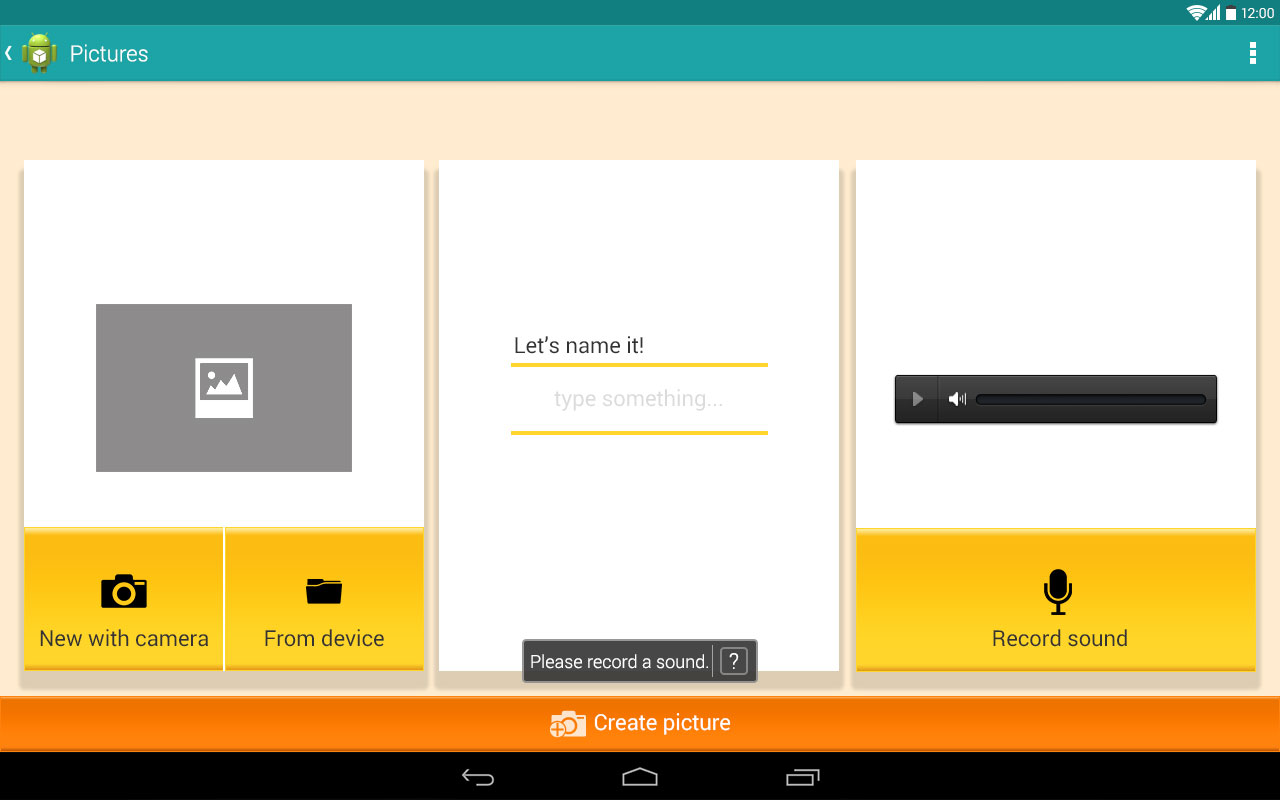 12:00
Pictures
Let's name it!
type something...
New with camera
From device
Record sound
Please record a sound. ?
Create picture